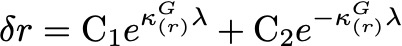 δr = C₁e^{κ^G_{(r)} λ} + C₂e^{−κ^G_{(r)} λ}